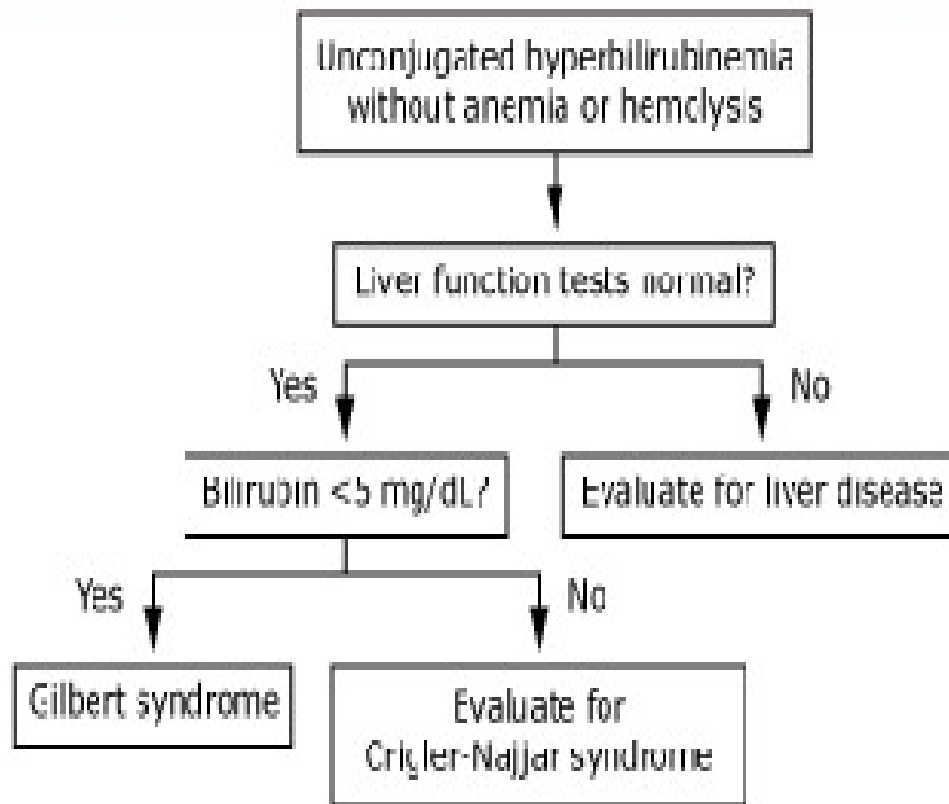 Unconjugated hyperbilirubinemia
without anemia or hemolysis
Liver function tests normal?
Yes
No
Bilirubin <5 mg/dL?
Evaluate for liver disease
Yes
No
Gilbert syndrome
Evaluate for
Crigler-Najjar syndrome